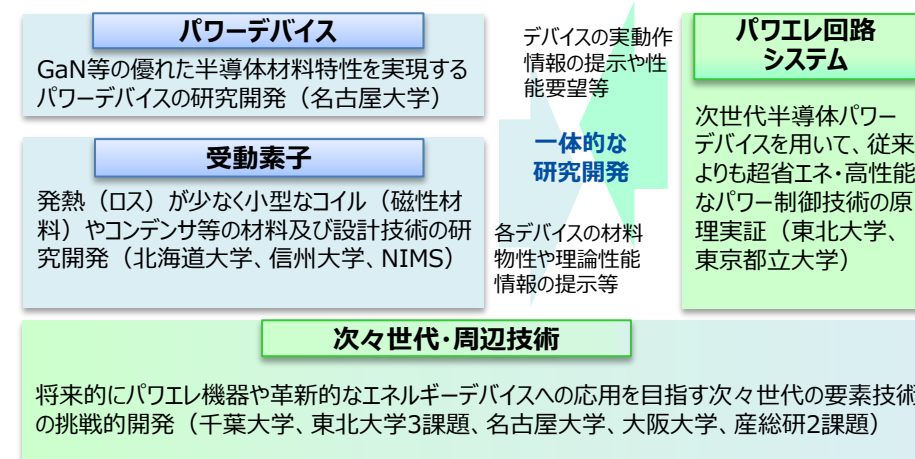 パワーデバイス
GaN等の優れた半導体材料特性を実現する
パワーデバイスの研究開発（名古屋大学）
受動素子
発熱（ロス）が少なく小型なコイル（磁性材
料）やコンデンサ等の材料及び設計技術の研
究開発（北海道大学、信州大学、NIMS）
デバイスの実動作
情報の提示や性
能要望等
一体的な
研究開発
各デバイスの材料
物性や理論性能
情報の提示等
パワエレ回路
システム
次世代半導体パワー
デバイスを用いて、従来
よりも超省エネ・高性能
なパワー制御技術の原
理実証（東北大学、
東京都立大学）
次々世代・周辺技術
将来的にパワエレ機器や革新的なエネルギーデバイスへの応用を目指す次々世代の要素技術
の挑戦的開発（千葉大学、東北大学3課題、名古屋大学、大阪大学、産総研2課題）